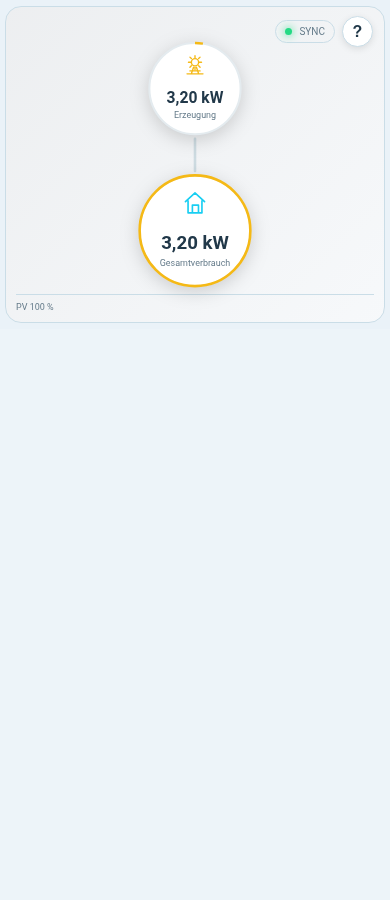 SYNC
?
3,20 kW
Erzeugung
3,20 kW
Gesamtverbrauch
PV 100 %